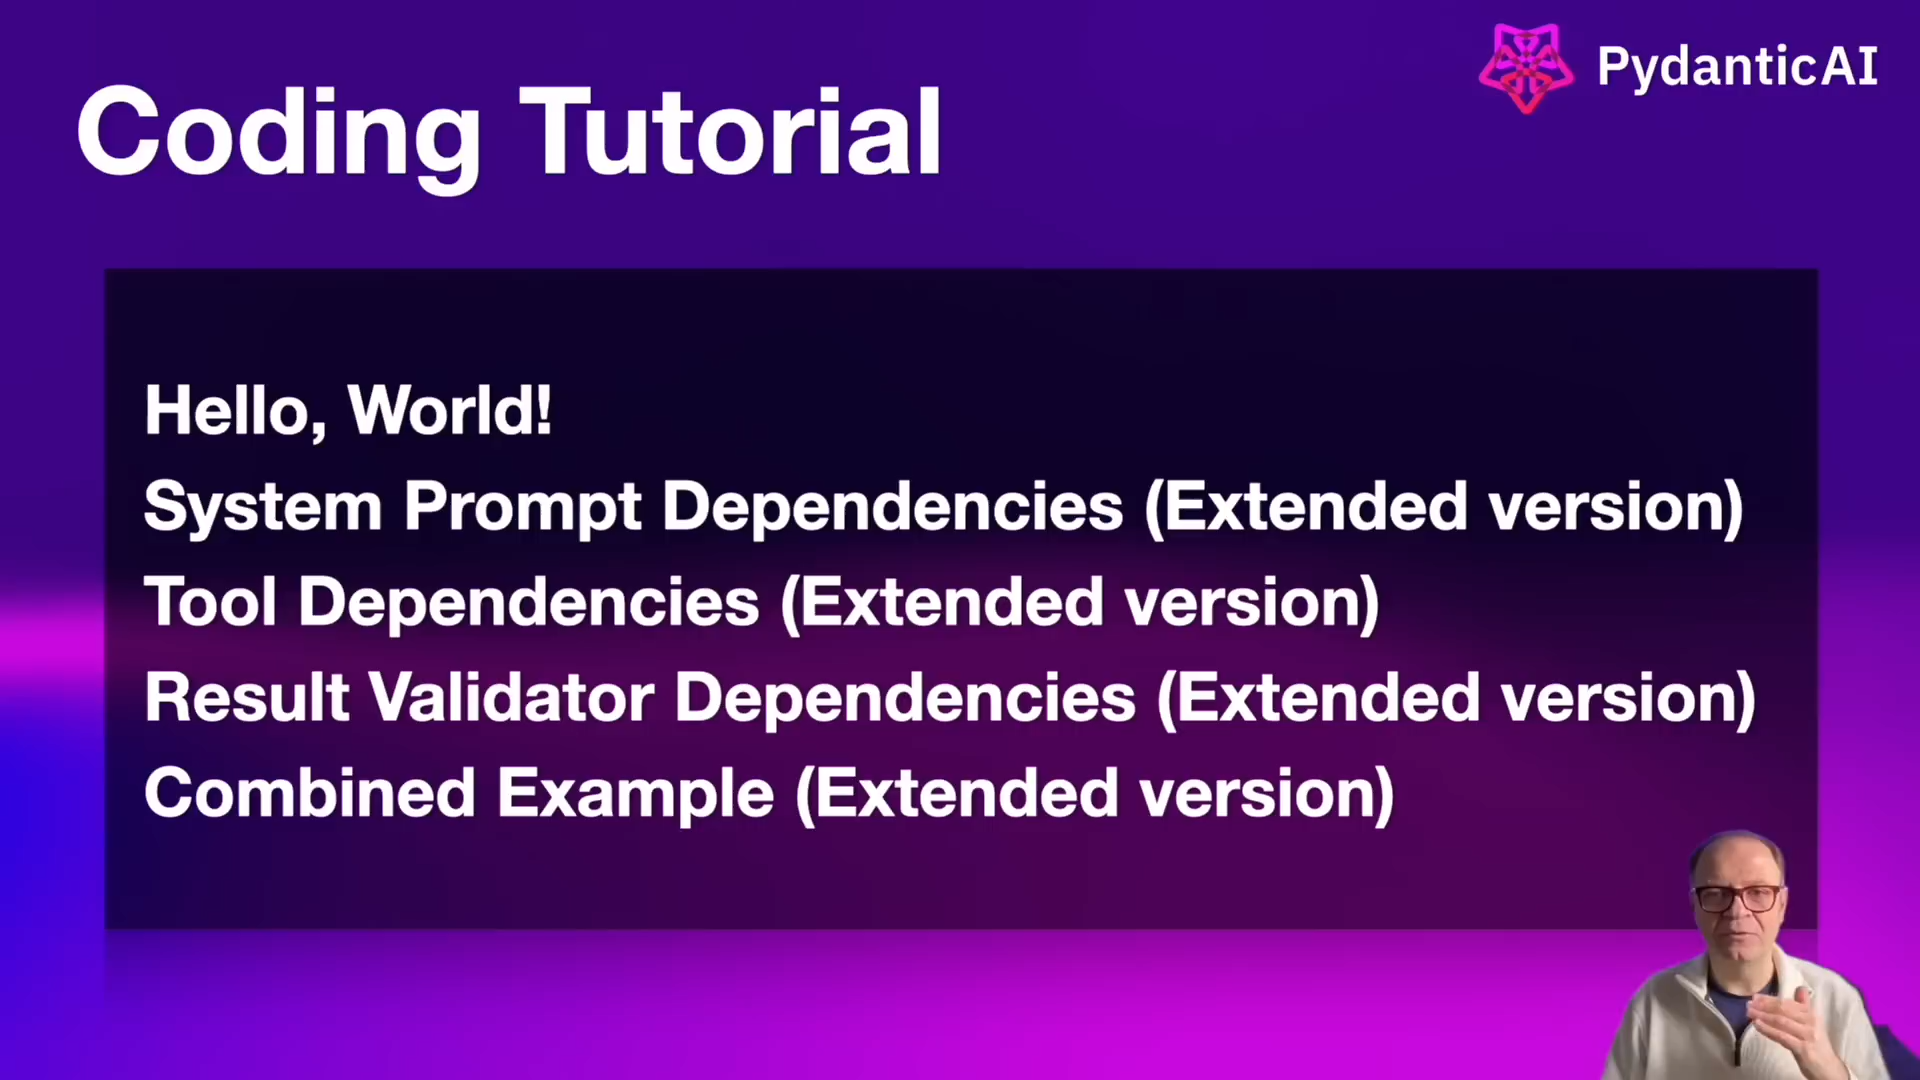 PydanticAI
Coding Tutorial
Hello, World!
System Prompt Dependencies (Extended version)
Tool Dependencies (Extended version)
Result Validator Dependencies (Extended version)
Combined Example (Extended version)